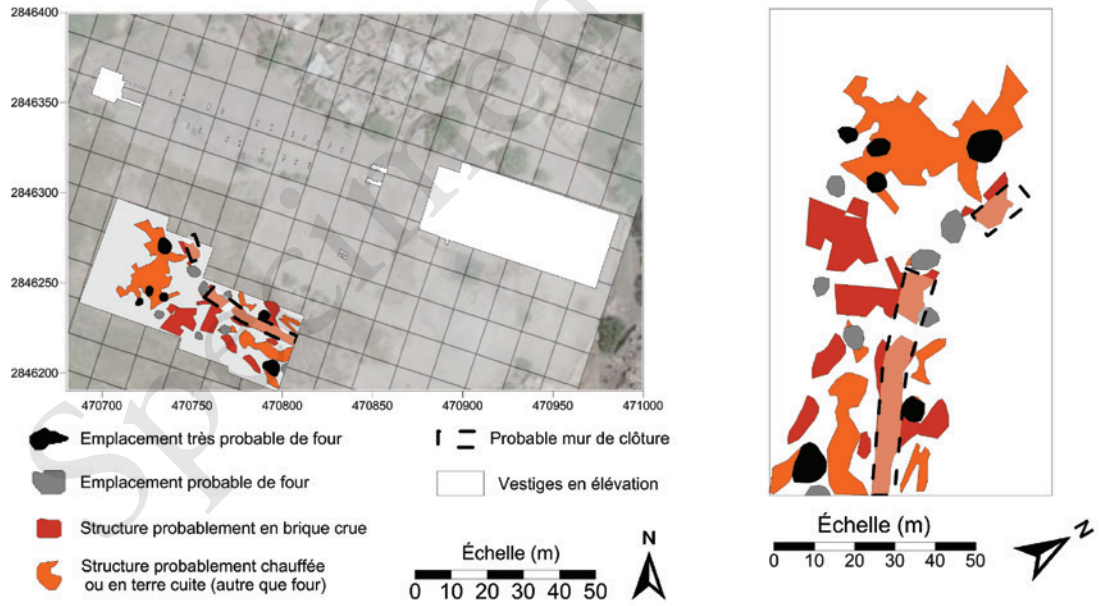 2846400
2846350
2846300
2846250
2846200
470700 470750 470800 470850 470900 470950 471000
Emplacement très probable de four
Probable mur de clôture
Emplacement probable de four
Vestiges en élévation
Structure probablement en brique crue
Structure probablement chauffée
ou en terre cuite (autre que four)
Échelle (m)
0 10 20 30 40 50
N
Échelle (m)
0 10 20 30 40 50
N
Specimen